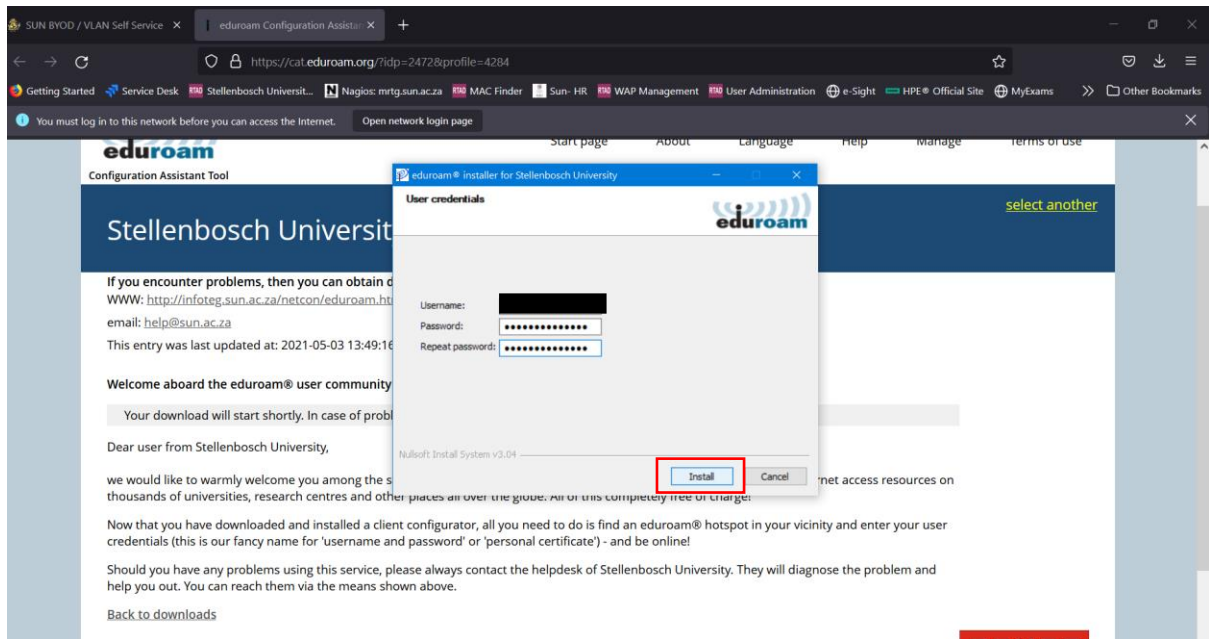 SUN BYOD / VLAN Self Service
eduroam Configuration Assistan
https://cat.eduroam.org/?idp=2472&profile=4284
Getting Started Service Desk Stellenbosch Universit... Nagios: mrtg.sun.ac.za MAC Finder Sun- HR WAP Management User Administration e-Sight HPE® Official Site MyExams Other Bookmarks
You must log in to this network before you can access the Internet. Open network login page
eduroam
Configuration Assistant Tool
Start page About Language Help Manage Terms of use
Stellenbosch Universit
select another
If you encounter problems, then you can obtain d
WWW: http://infoteg.sun.ac.za/netcon/eduroam.ht
email: help@sun.ac.za
This entry was last updated at: 2021-05-03 13:49:16
Welcome aboard the eduroam® user community
Your download will start shortly. In case of probl
Dear user from Stellenbosch University,
we would like to warmly welcome you among the s rnet access resources on
thousands of universities, research centres and other places all over the globe. All of this completely free of charge!
Now that you have downloaded and installed a client configurator, all you need to do is find an eduroam® hotspot in your vicinity and enter your user
credentials (this is our fancy name for 'username and password' or 'personal certificate') - and be online!
Should you have any problems using this service, please always contact the helpdesk of Stellenbosch University. They will diagnose the problem and
help you out. You can reach them via the means shown above.
Back to downloads
eduroam® installer for Stellenbosch University
User credentials
eduroam
Username:
Password:
Repeat password:
Nullsoft Install System v3.04
Install Cancel